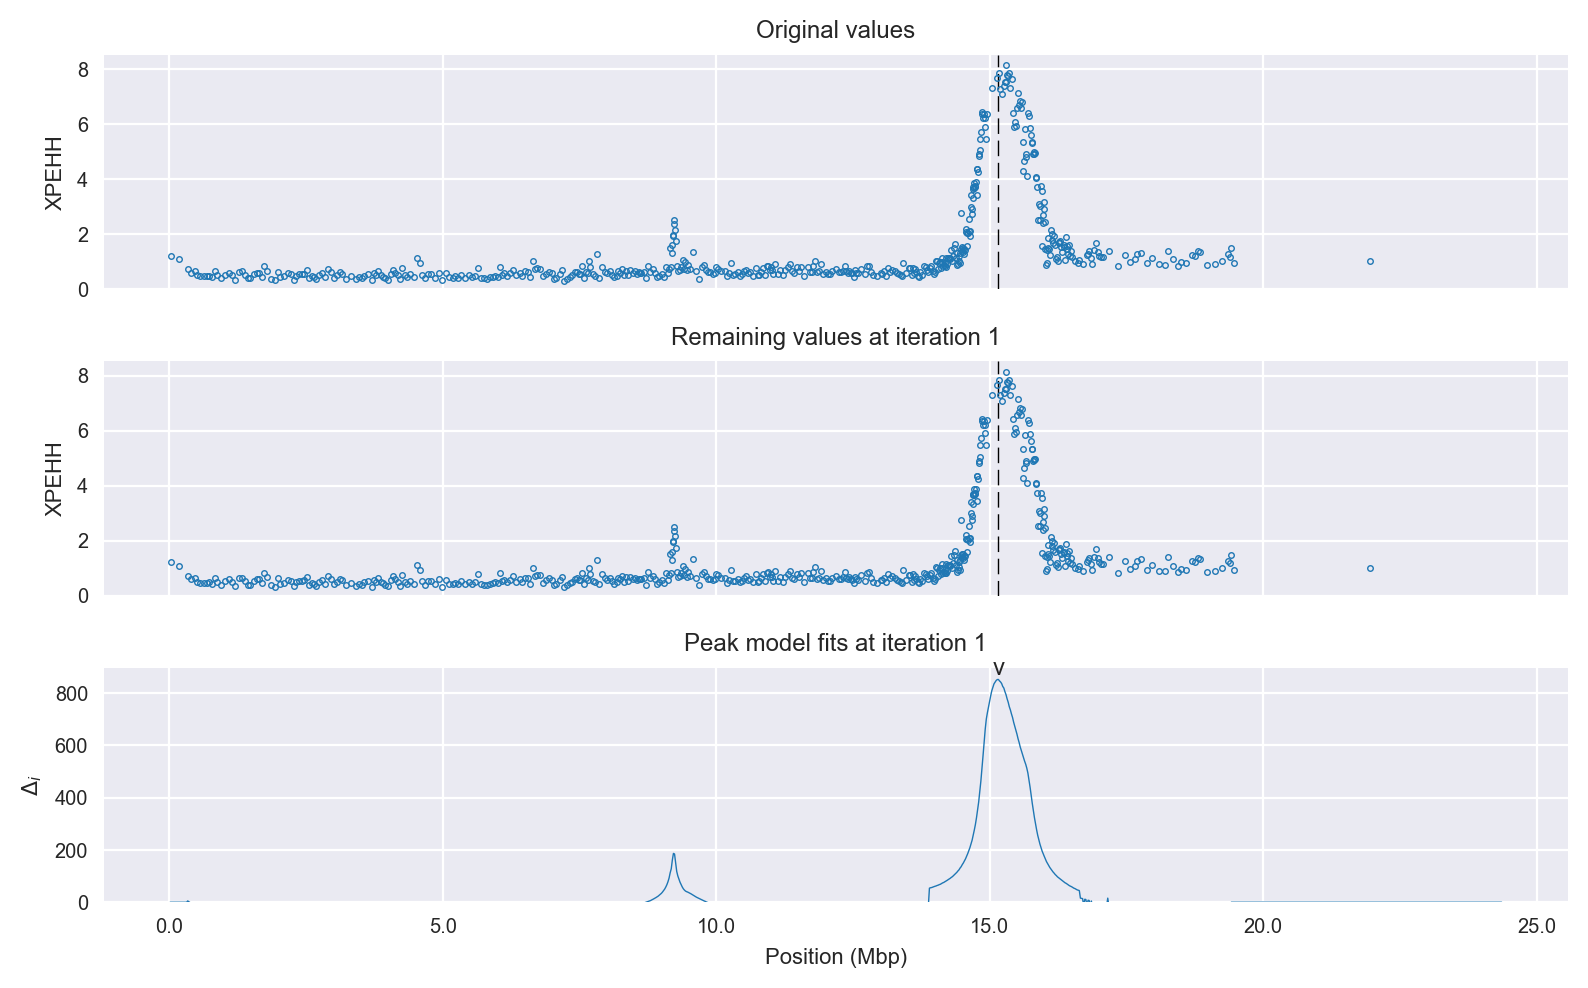 Original values
8
6
4
2
0
XPEHH
Remaining values at iteration 1
8
6
4
2
0
XPEHH
Peak model fits at iteration 1
v
800
600
400
200
0
Δi
0.0 5.0 10.0 15.0 20.0 25.0
Position (Mbp)